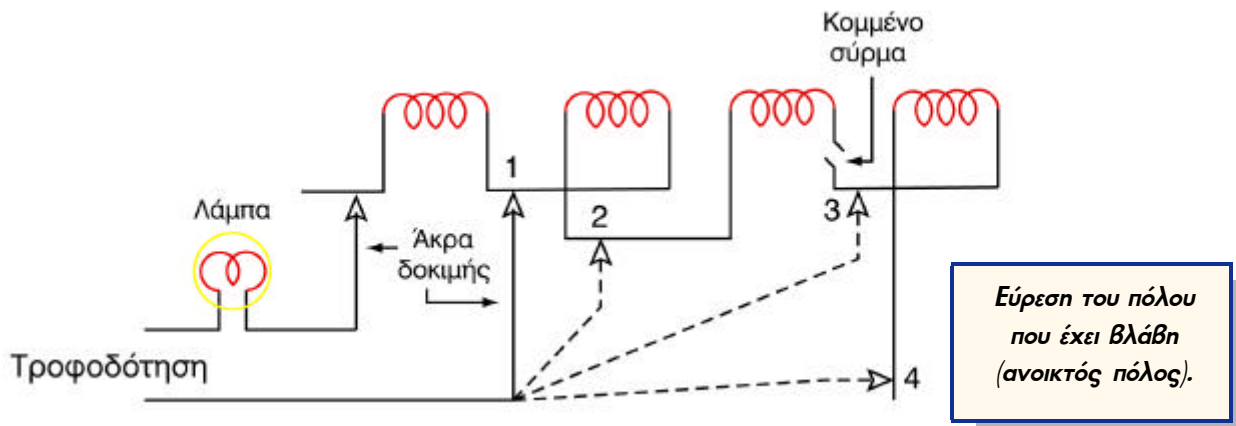 Κομμένο
σύρμα
1
Λάμπα
2
3
Άκρα
δοκιμής
Τροφοδότηση
4
Εύρεση του πόλου
που έχει βλάβη
(ανοικτός πόλος).